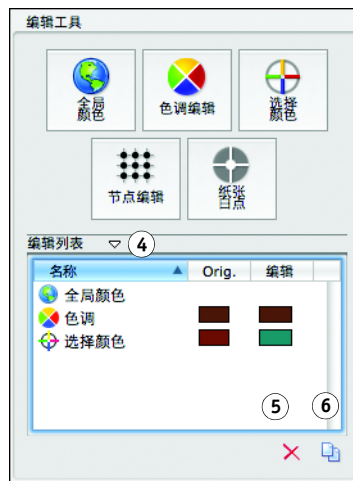 编辑工具
全局
颜色
色调编辑
选择
颜色
节点编辑
纸张
白点
编辑列表 ▽ 4
名称 ▲ Orig. 编辑
全局颜色
色调
选择颜色
5 6